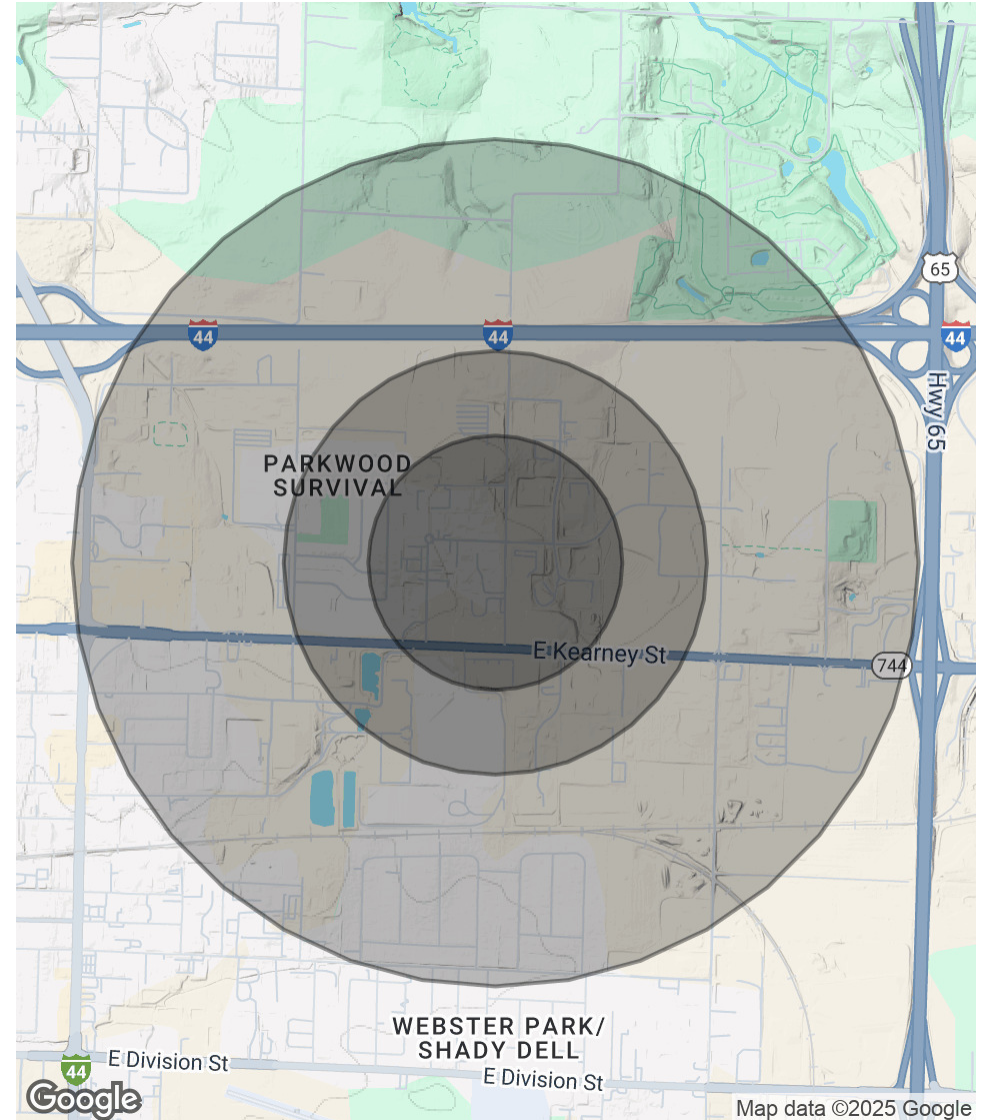 65
44
44
44
Hwy 65
PARKWOOD
SURVIVAL
E Kearney St
744
WEBSTER PARK/
SHADY DELL
E Division St
44
E Division St
Google
Map data ©2025 Google